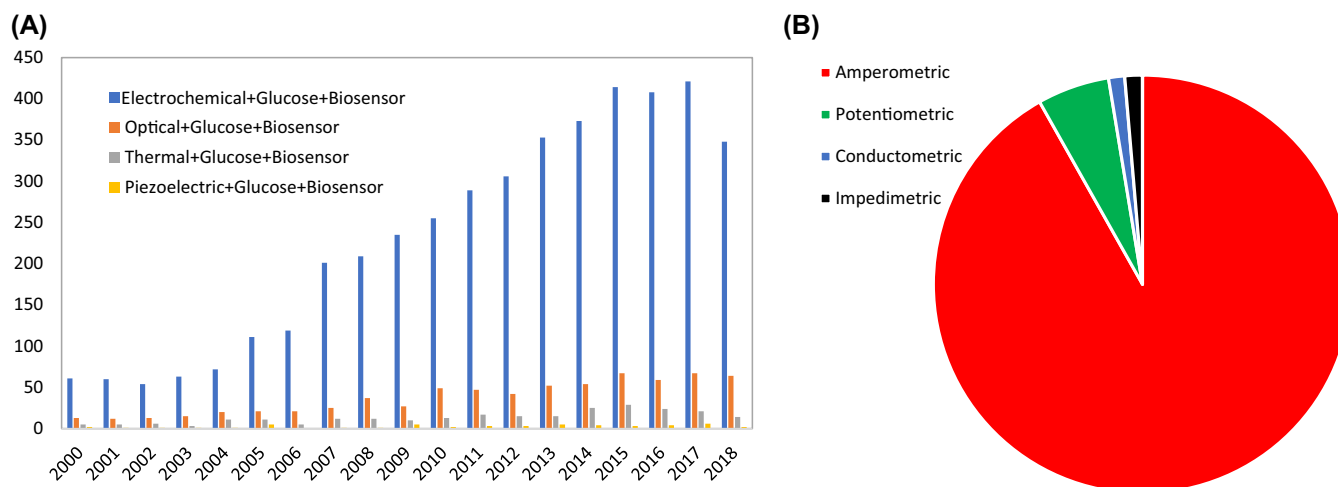 (A)
450
400
350
300
250
200
150
100
50
0
Electrochemical+Glucose+Biosensor
Optical+Glucose+Biosensor
Thermal+Glucose+Biosensor
Piezoelectric+Glucose+Biosensor
2000
2001
2002
2003
2004
2005
2006
2007
2008
2009
2010
2011
2012
2013
2014
2015
2016
2017
2018
(B)
Amperometric
Potentiometric
Conductometric
Impedimetric